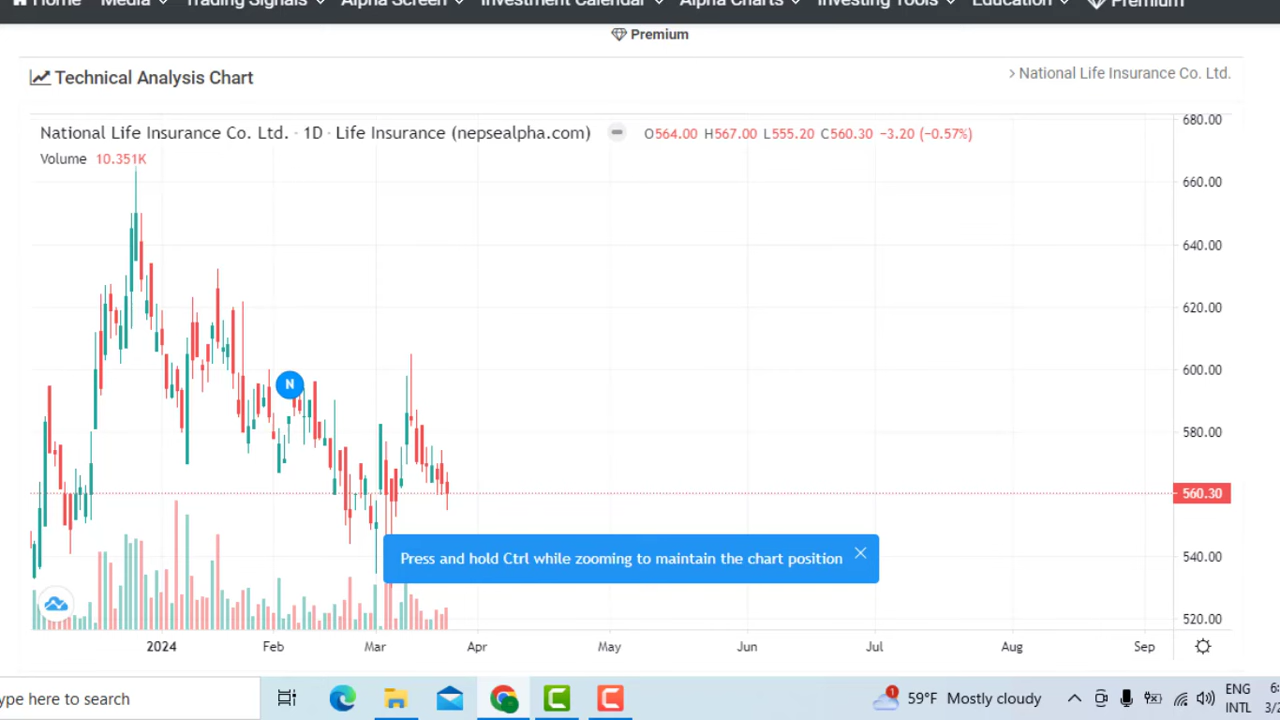 Home Media Trading Signals Alpha Screen Investment Calendar Alpha Charts Investing Tools Education Premium
Premium
Technical Analysis Chart
> National Life Insurance Co. Ltd.
National Life Insurance Co. Ltd. · 1D · Life Insurance (nepsealpha.com) O564.00 H567.00 L555.20 C560.30 −3.20 (−0.57%)
Volume 10.351K
680.00
660.00
640.00
620.00
600.00
N
580.00
560.30
Press and hold Ctrl while zooming to maintain the chart position
540.00
520.00
2024 Feb Mar Apr May Jun Jul Aug Sep
ype here to search
1
59°F Mostly cloudy
ENG
INTL
6:
3/2